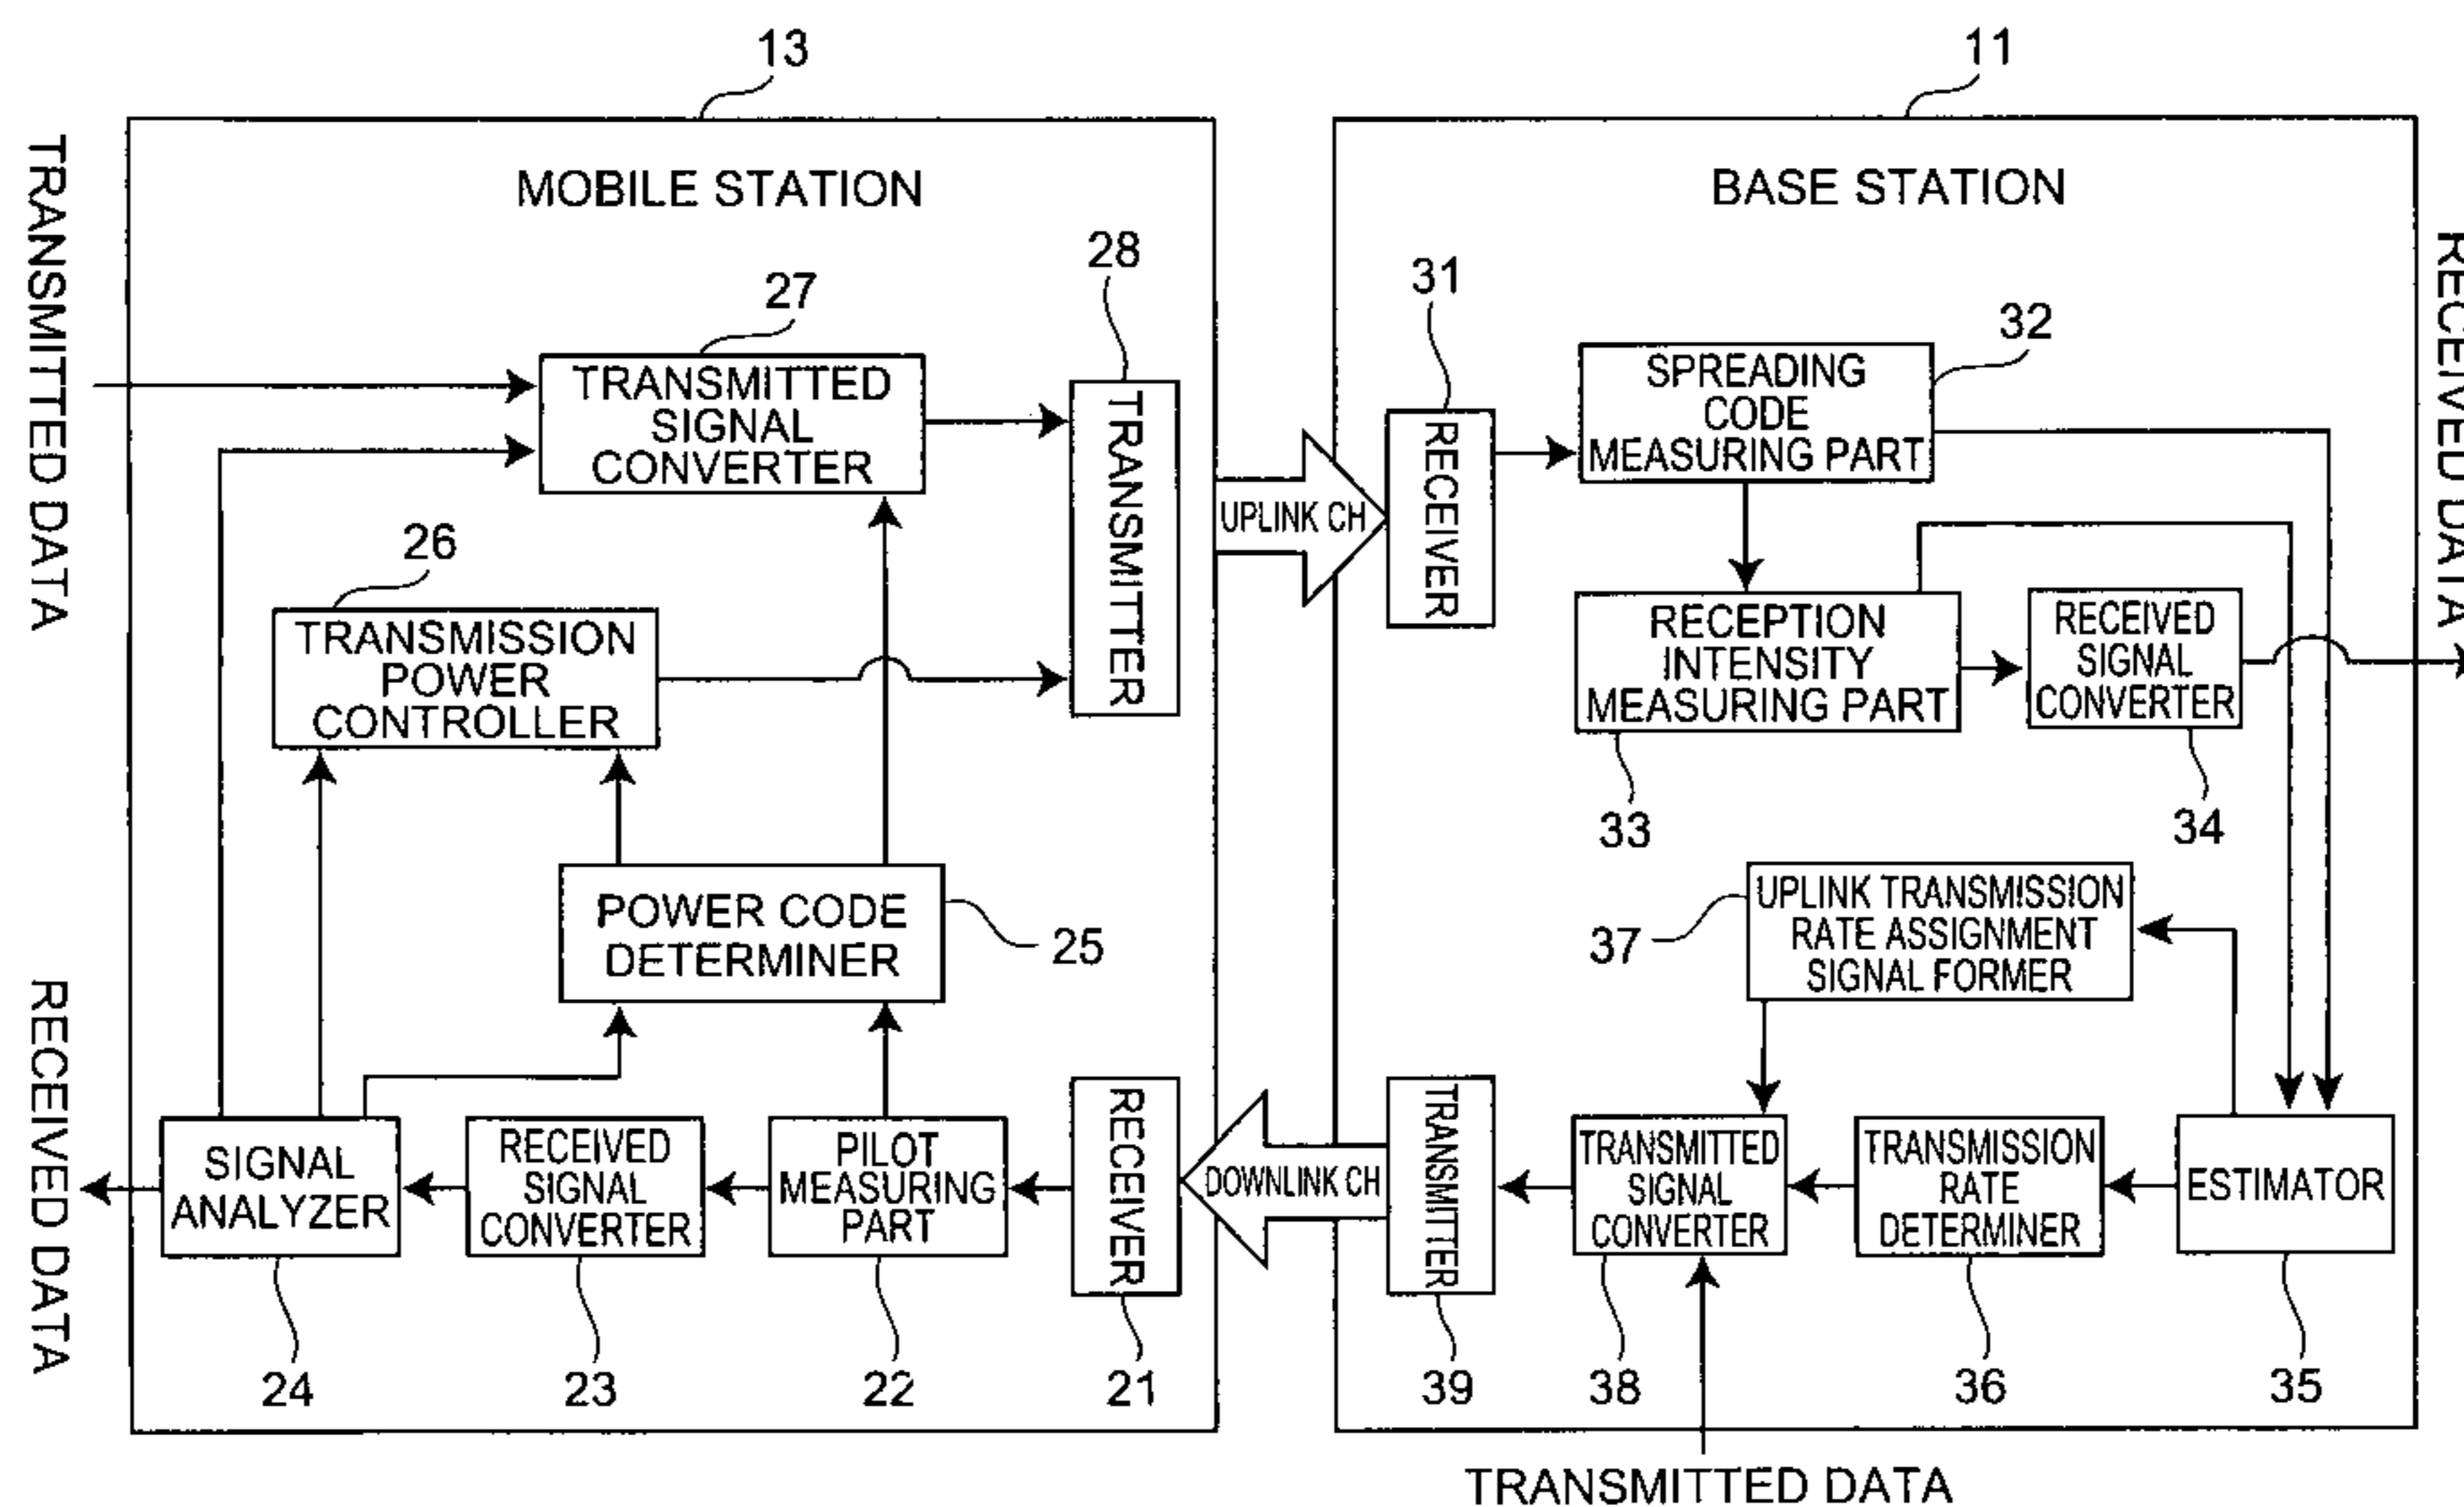 13
11
MOBILE STATION
BASE STATION
TRANSMITTED DATA
RECEIVED DATA
27
TRANSMITTED
SIGNAL
CONVERTER
28
TRANSMITTER
26
TRANSMISSION
POWER
CONTROLLER
POWER CODE
DETERMINER
25
RECEIVED DATA
SIGNAL
ANALYZER
24
RECEIVED
SIGNAL
CONVERTER
23
PILOT
MEASURING
PART
22
RECEIVER
21
UPLINK CH
DOWNLINK CH
31
RECEIVER
32
SPREADING
CODE
MEASURING PART
RECEPTION
INTENSITY
MEASURING PART
33
RECEIVED
SIGNAL
CONVERTER
34
UPLINK TRANSMISSION
RATE ASSIGNMENT
SIGNAL FORMER
37
TRANSMITTER
39
TRANSMITTED
SIGNAL
CONVERTER
38
TRANSMISSION
RATE
DETERMINER
36
ESTIMATOR
35
TRANSMITTED DATA